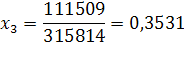 x₃ = 111509 / 315814 = 0,3531